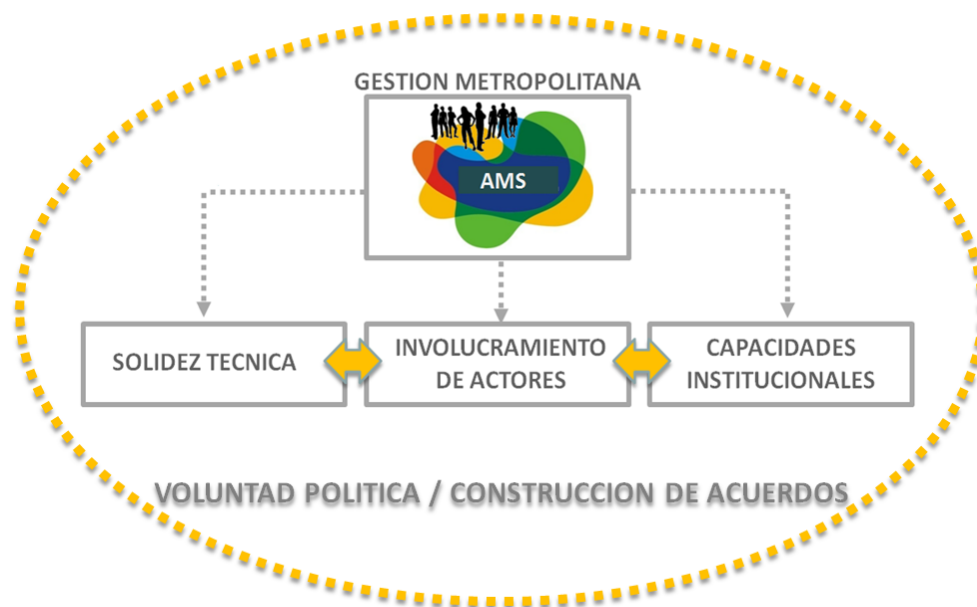 GESTION METROPOLITANA
AMS
SOLIDEZ TECNICA
INVOLUCRAMIENTO
DE ACTORES
CAPACIDADES
INSTITUCIONALES
VOLUNTAD POLITICA / CONSTRUCCION DE ACUERDOS